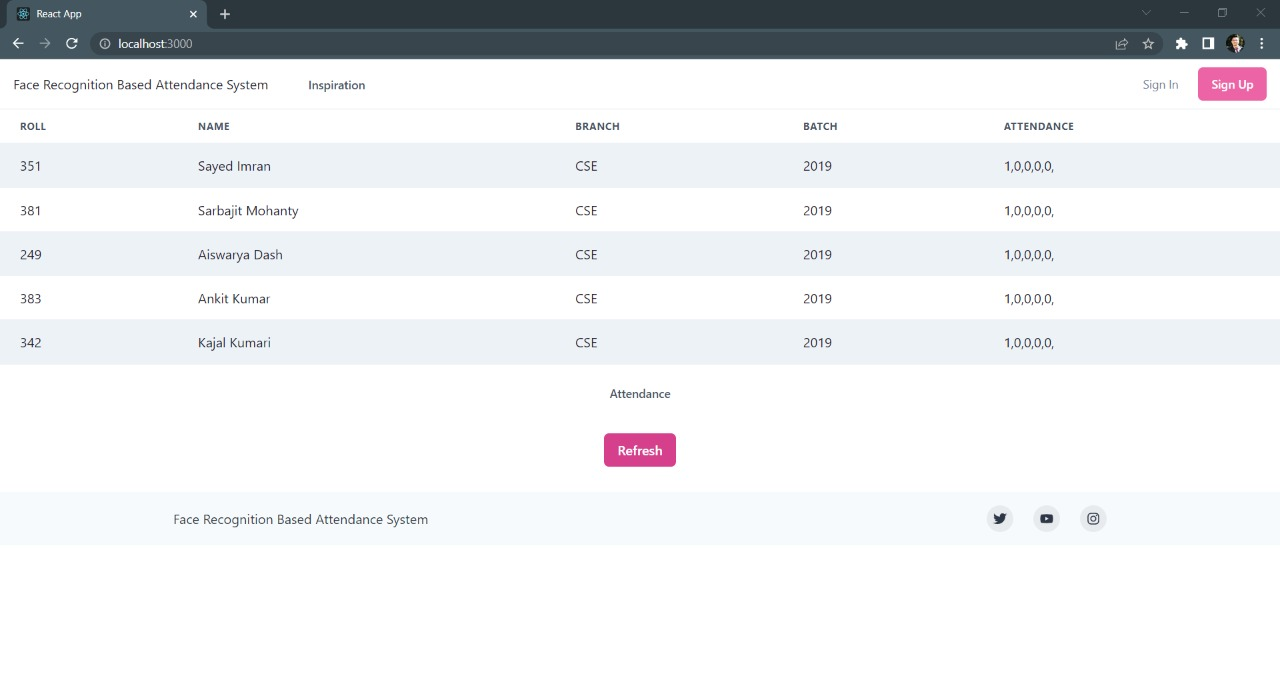 React App
localhost:3000
Face Recognition Based Attendance System Inspiration Sign In Sign Up
ROLL NAME BRANCH BATCH ATTENDANCE
351 Sayed Imran CSE 2019 1,0,0,0,0,
381 Sarbajit Mohanty CSE 2019 1,0,0,0,0,
249 Aiswarya Dash CSE 2019 1,0,0,0,0,
383 Ankit Kumar CSE 2019 1,0,0,0,0,
342 Kajal Kumari CSE 2019 1,0,0,0,0,
Attendance
Refresh
Face Recognition Based Attendance System